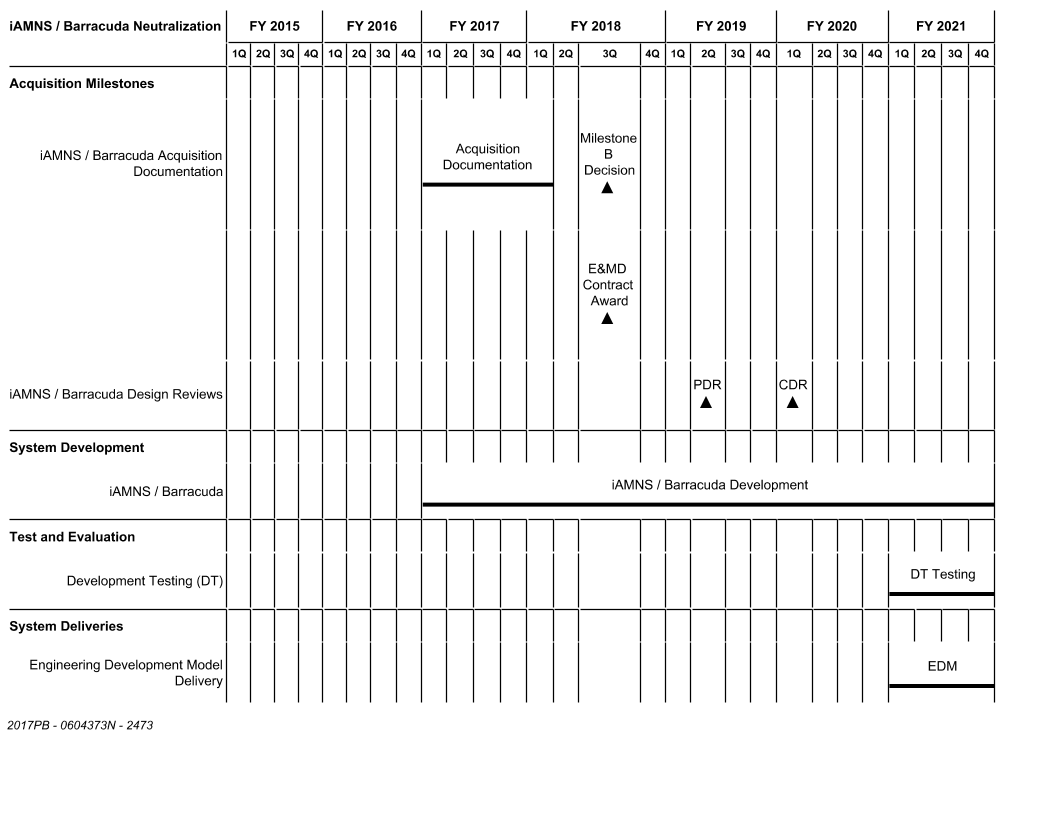 iAMNS / Barracuda Neutralization FY 2015 FY 2016 FY 2017 FY 2018 FY 2019 FY 2020 FY 2021
1Q 2Q 3Q 4Q 1Q 2Q 3Q 4Q 1Q 2Q 3Q 4Q 1Q 2Q 3Q 4Q 1Q 2Q 3Q 4Q 1Q 2Q 3Q 4Q 1Q 2Q 3Q 4Q
Acquisition Milestones
iAMNS / Barracuda Acquisition
Documentation
Acquisition
Documentation
Milestone
B
Decision
E&MD
Contract
Award
iAMNS / Barracuda Design Reviews
PDR
CDR
System Development
iAMNS / Barracuda
iAMNS / Barracuda Development
Test and Evaluation
Development Testing (DT)
DT Testing
System Deliveries
Engineering Development Model
Delivery
EDM
2017PB - 0604373N - 2473